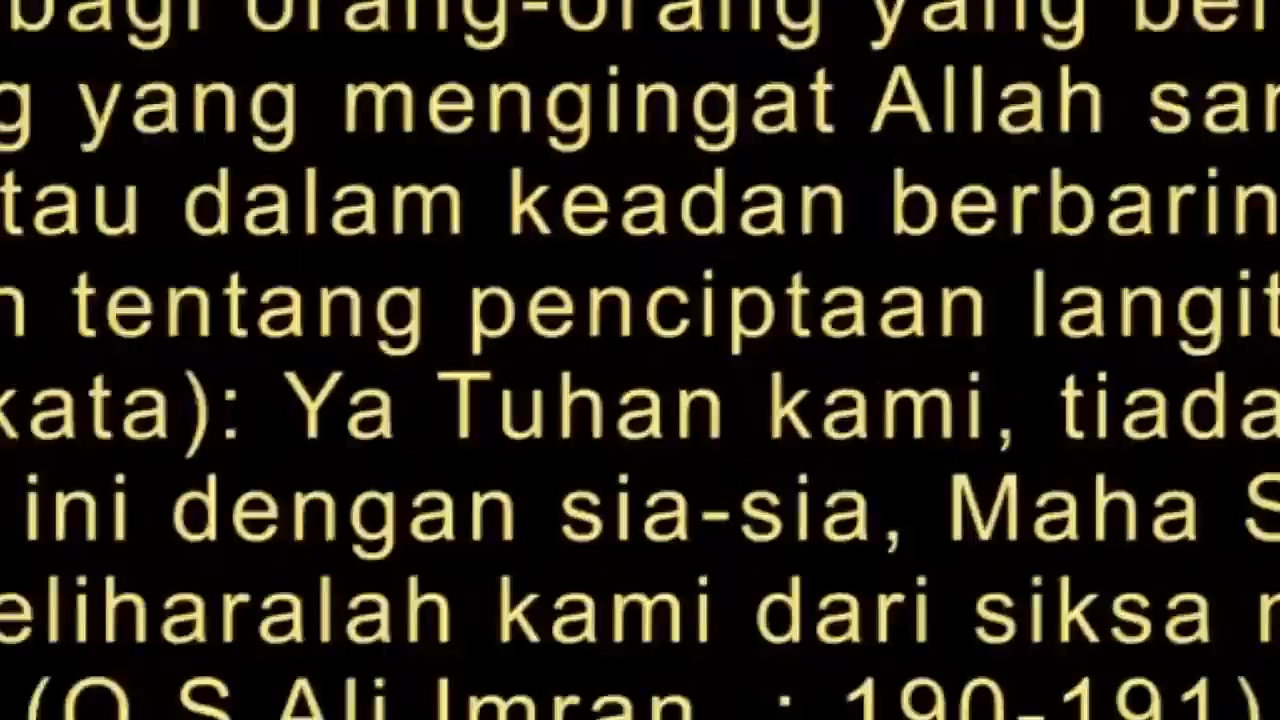 bagi orang-orang yang ber
g yang mengingat Allah sam
tau dalam keadan berbarin
n tentang penciptaan langit
kata): Ya Tuhan kami, tiada
ini dengan sia-sia, Maha S
eliharalah kami dari siksa n
(Q.S Ali Imran : 190-191)